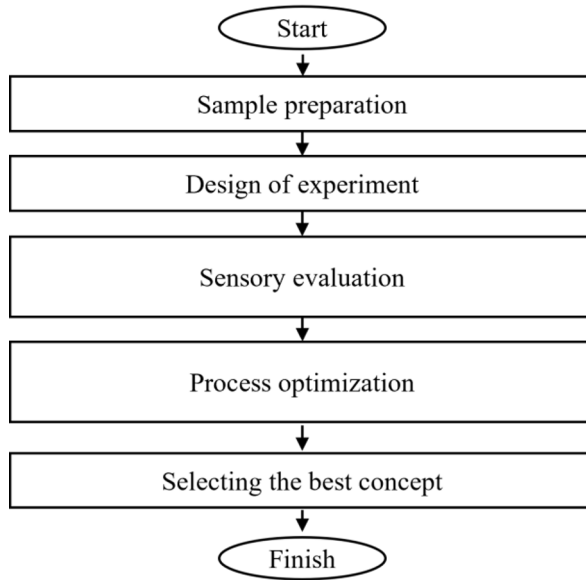 Start
Sample preparation
Design of experiment
Sensory evaluation
Process optimization
Selecting the best concept
Finish